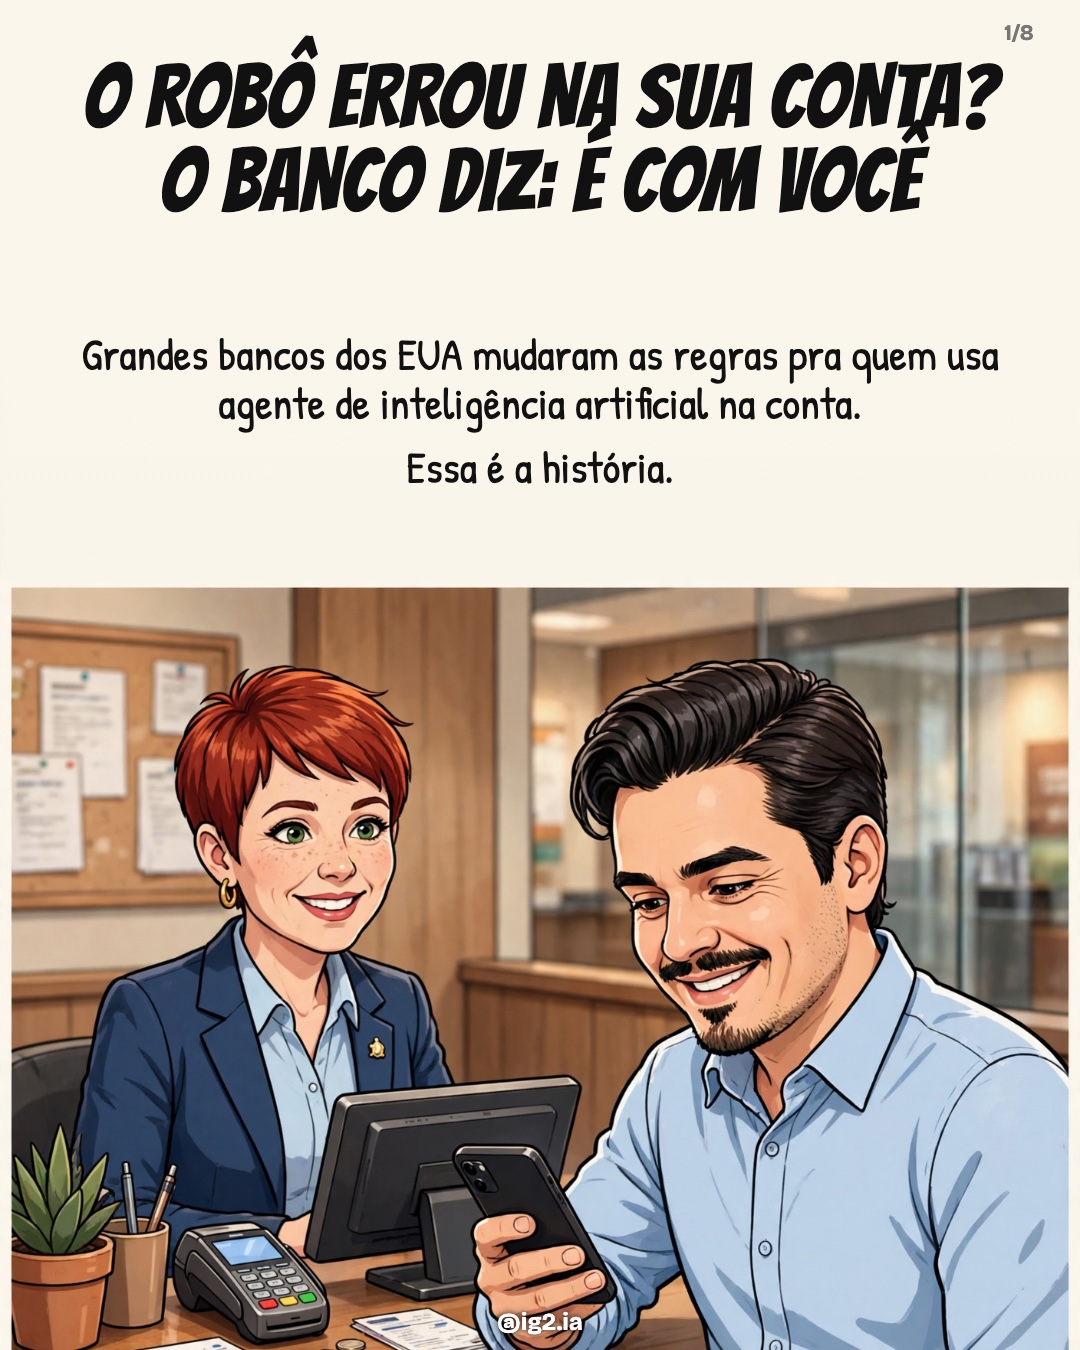 1/8
O ROBÔ ERROU NA SUA CONTA?
O BANCO DIZ: É COM VOCÊ
Grandes bancos dos EUA mudaram as regras pra quem usa
agente de inteligência artificial na conta.
Essa é a história.
@ig2.ia